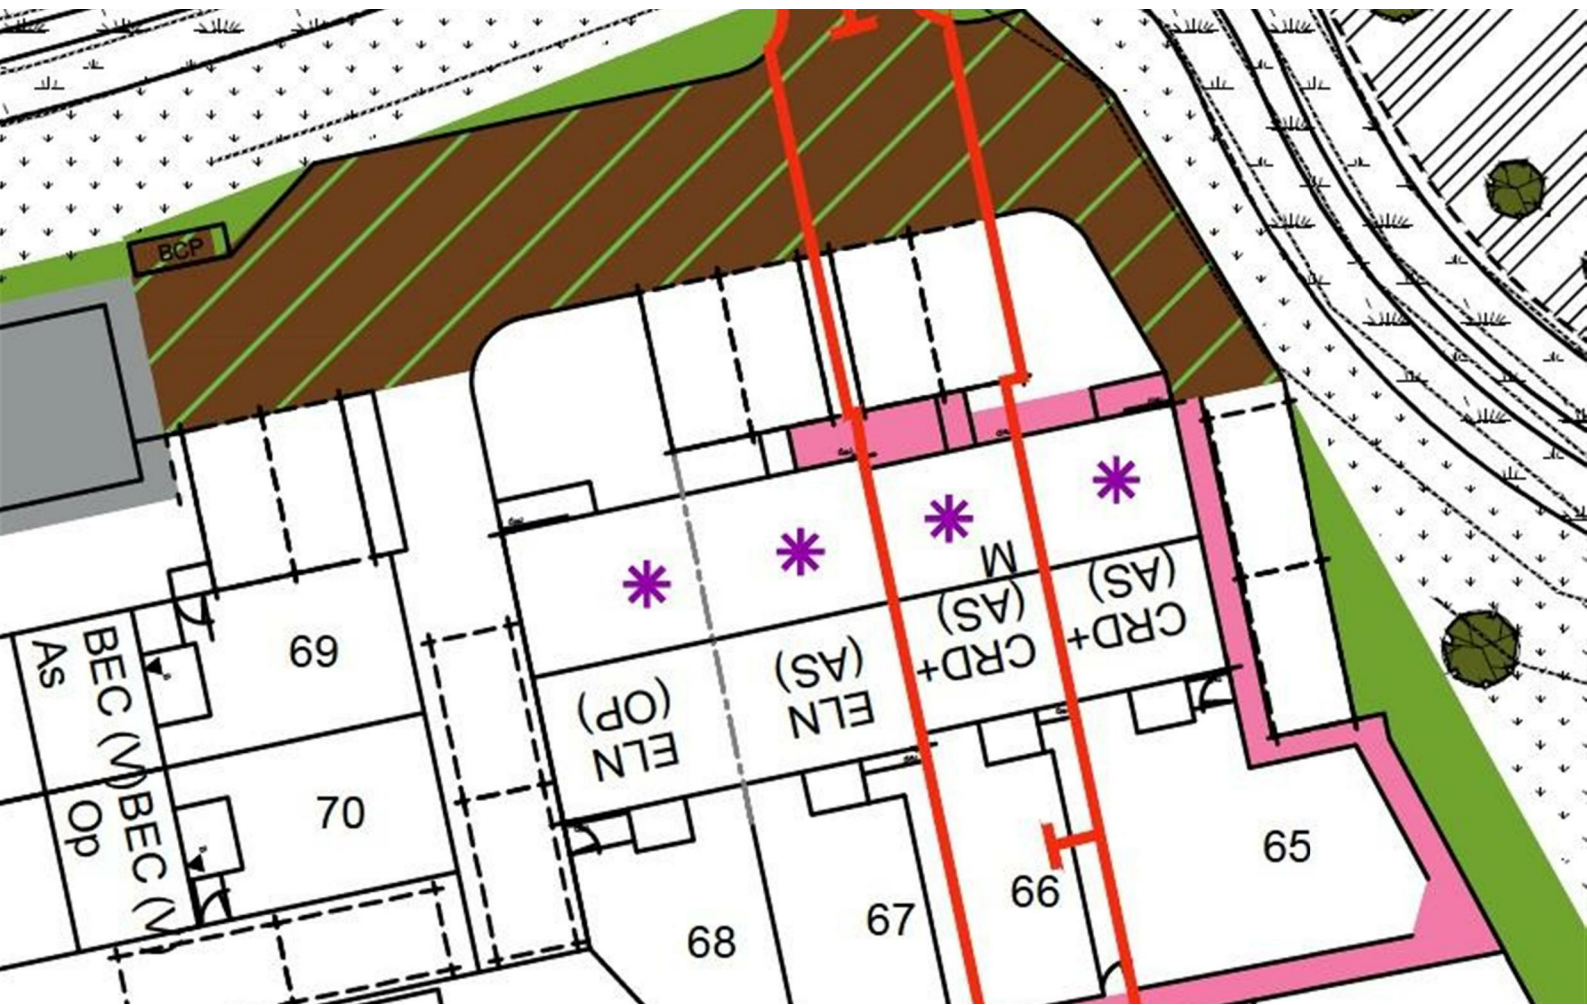 BCP
69
BEC (V)
As
70
BEC (V
Op
ELN
(OP)
ELN
(AS)
CRD+
(AS)
M
CRD+
(AS)
65
66
67
68